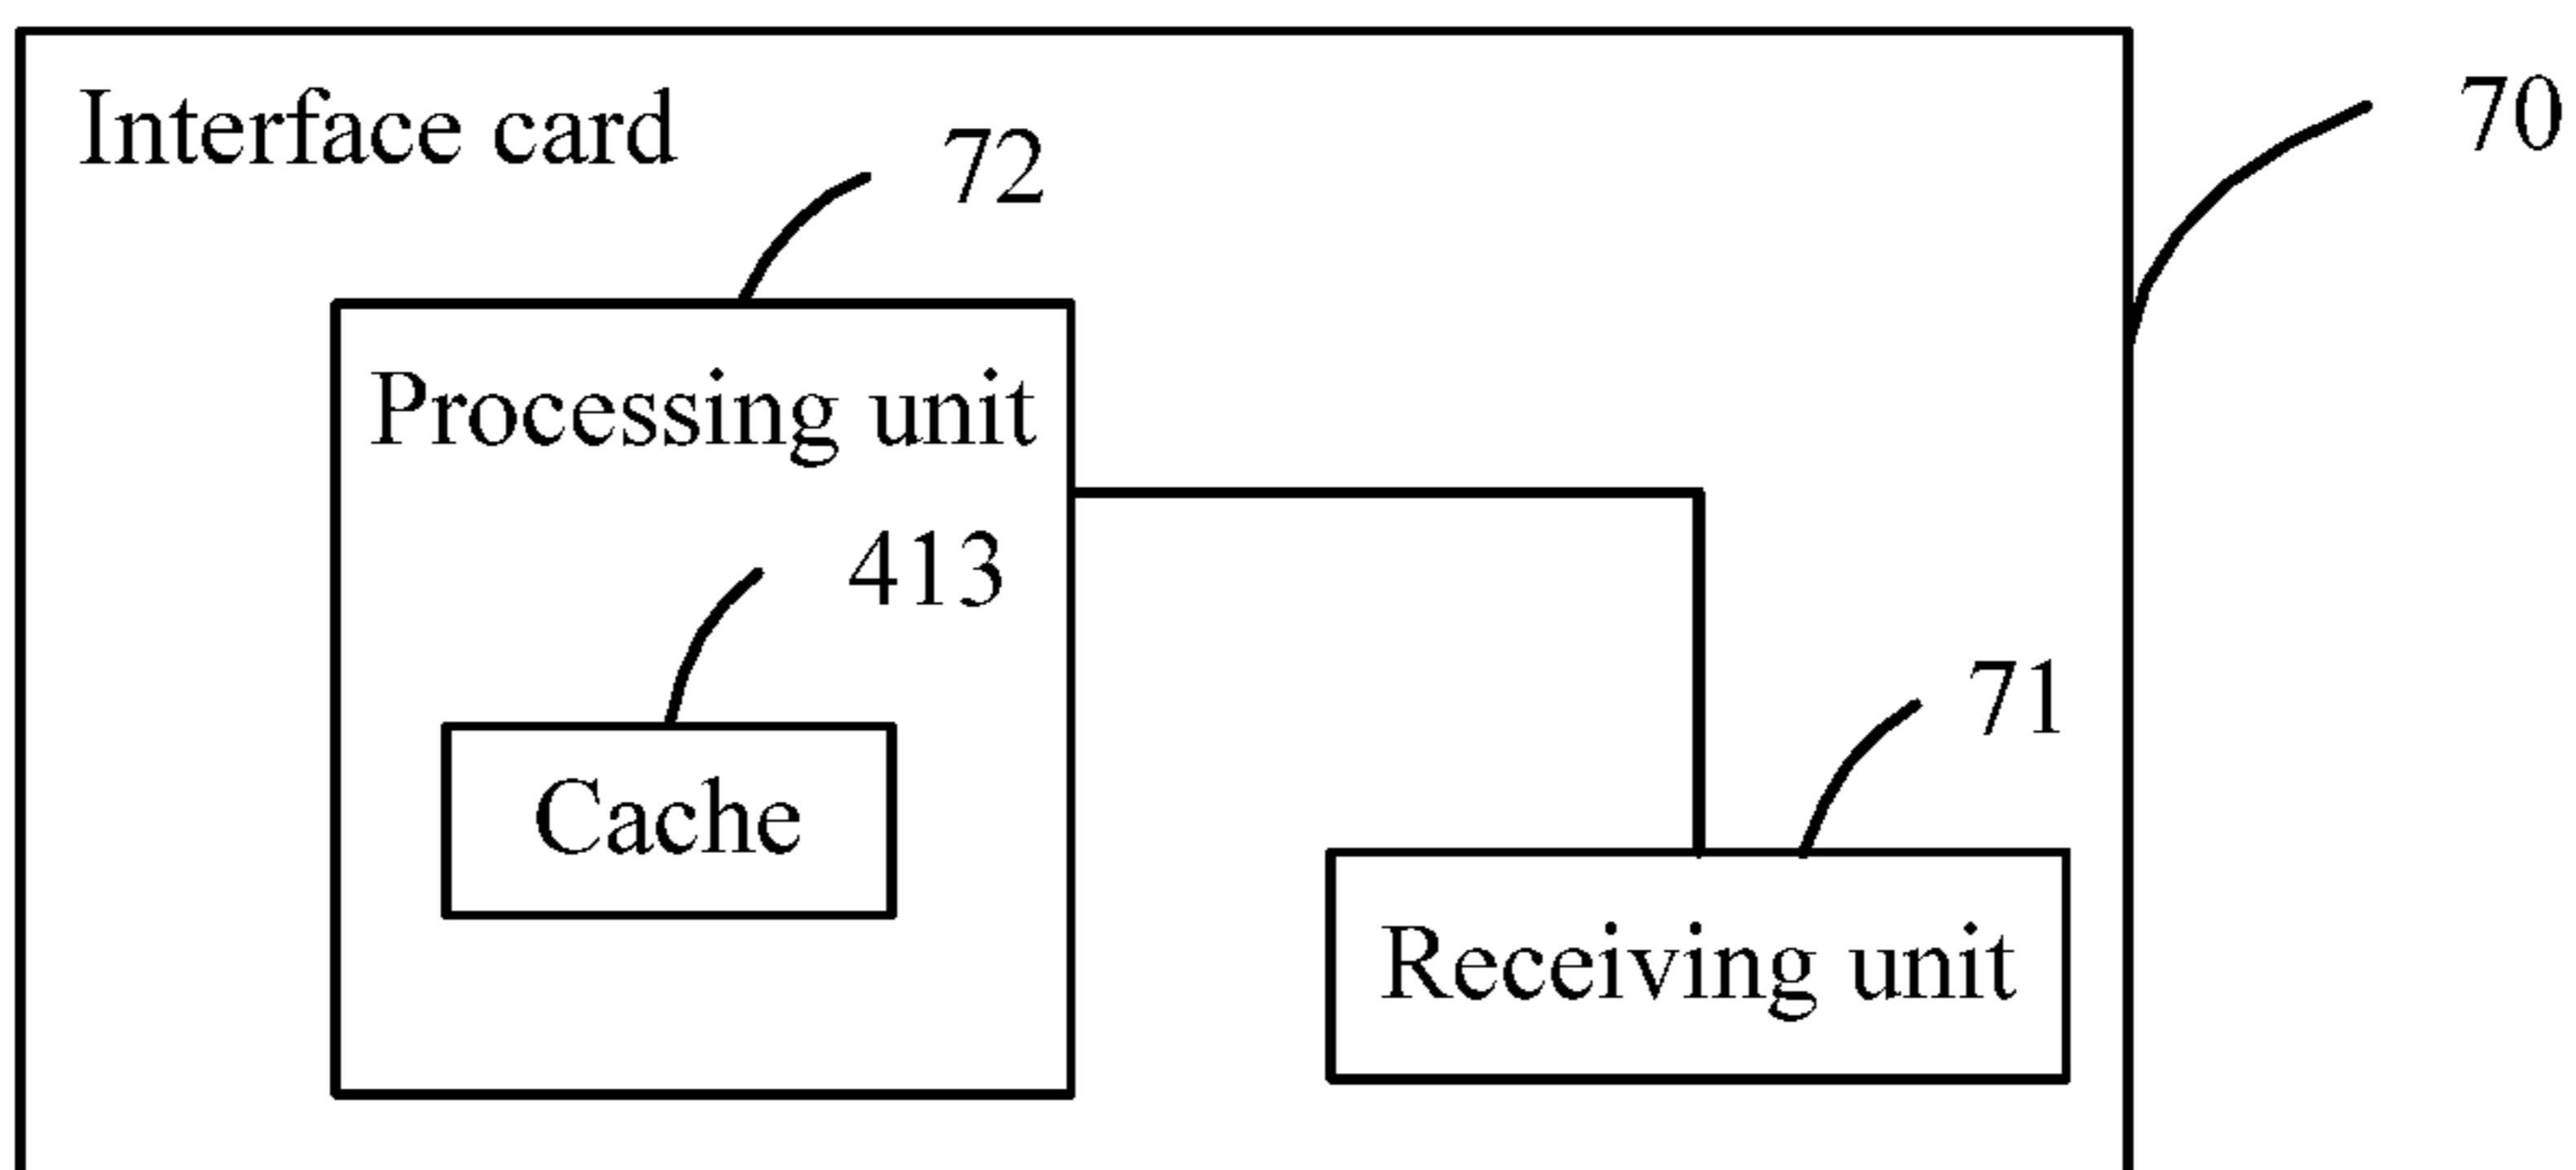 Interface card
70
72
Processing unit
413
71
Cache
Receiving unit